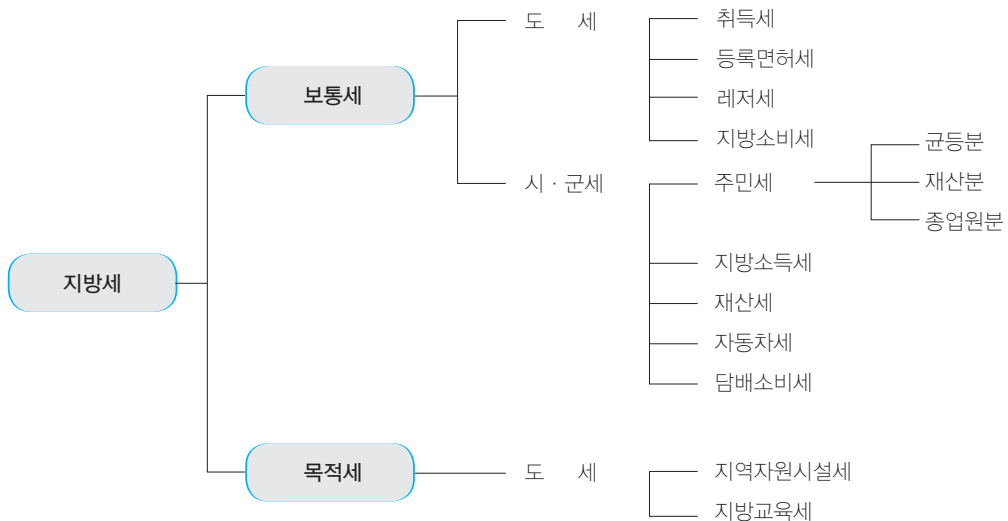 지방세
보통세
도 세
취득세
등록면허세
레저세
지방소비세
시 · 군세
주민세
균등분
재산분
종업원분
지방소득세
재산세
자동차세
담배소비세
목적세
도 세
지역자원시설세
지방교육세